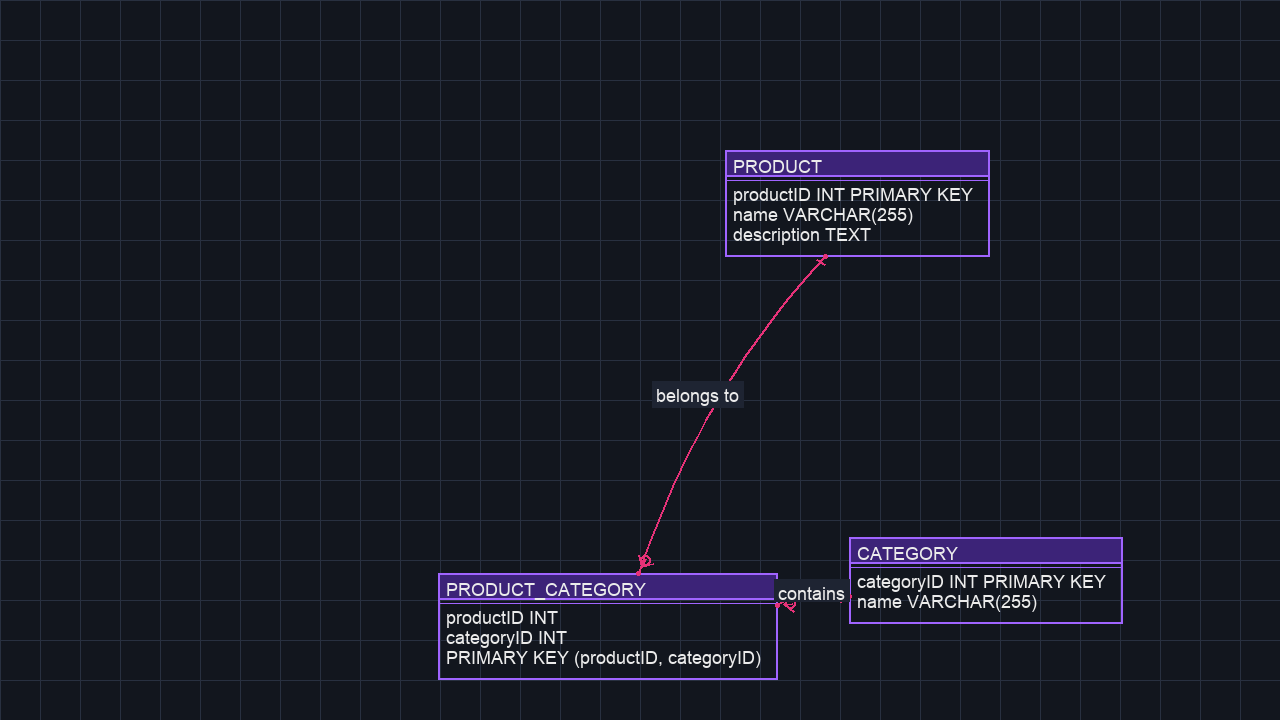 PRODUCT
productID INT PRIMARY KEY
name VARCHAR(255)
description TEXT
belongs to
PRODUCT_CATEGORY
productID INT
categoryID INT
PRIMARY KEY (productID, categoryID)
contains
CATEGORY
categoryID INT PRIMARY KEY
name VARCHAR(255)